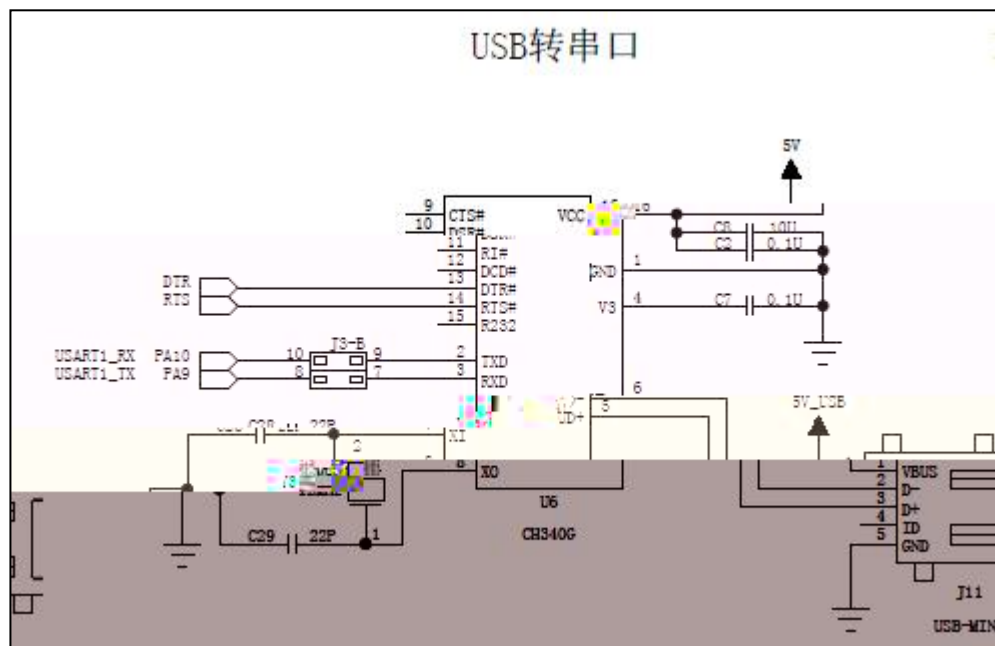 USB转串口
5V
9 CTS# VCC
10
C8 10U
11 C2 0.1U
12 RI#
13 DCD# GND 1
DTR DTR#
RTS 14 RTS# V3 4 C7 0.1U
15 R232
J3-B
USART1_RX PA10 10 9 2 TXD
USART1_TX PA9 8 7 3 RXD
6
UD+ 5 5V_USB
22P XI
2
8 XO 1 VBUS
2 D-
3 D+
U6 4 ID
C29 22P 1 CH340G 5 GND
J11
USB-MIN